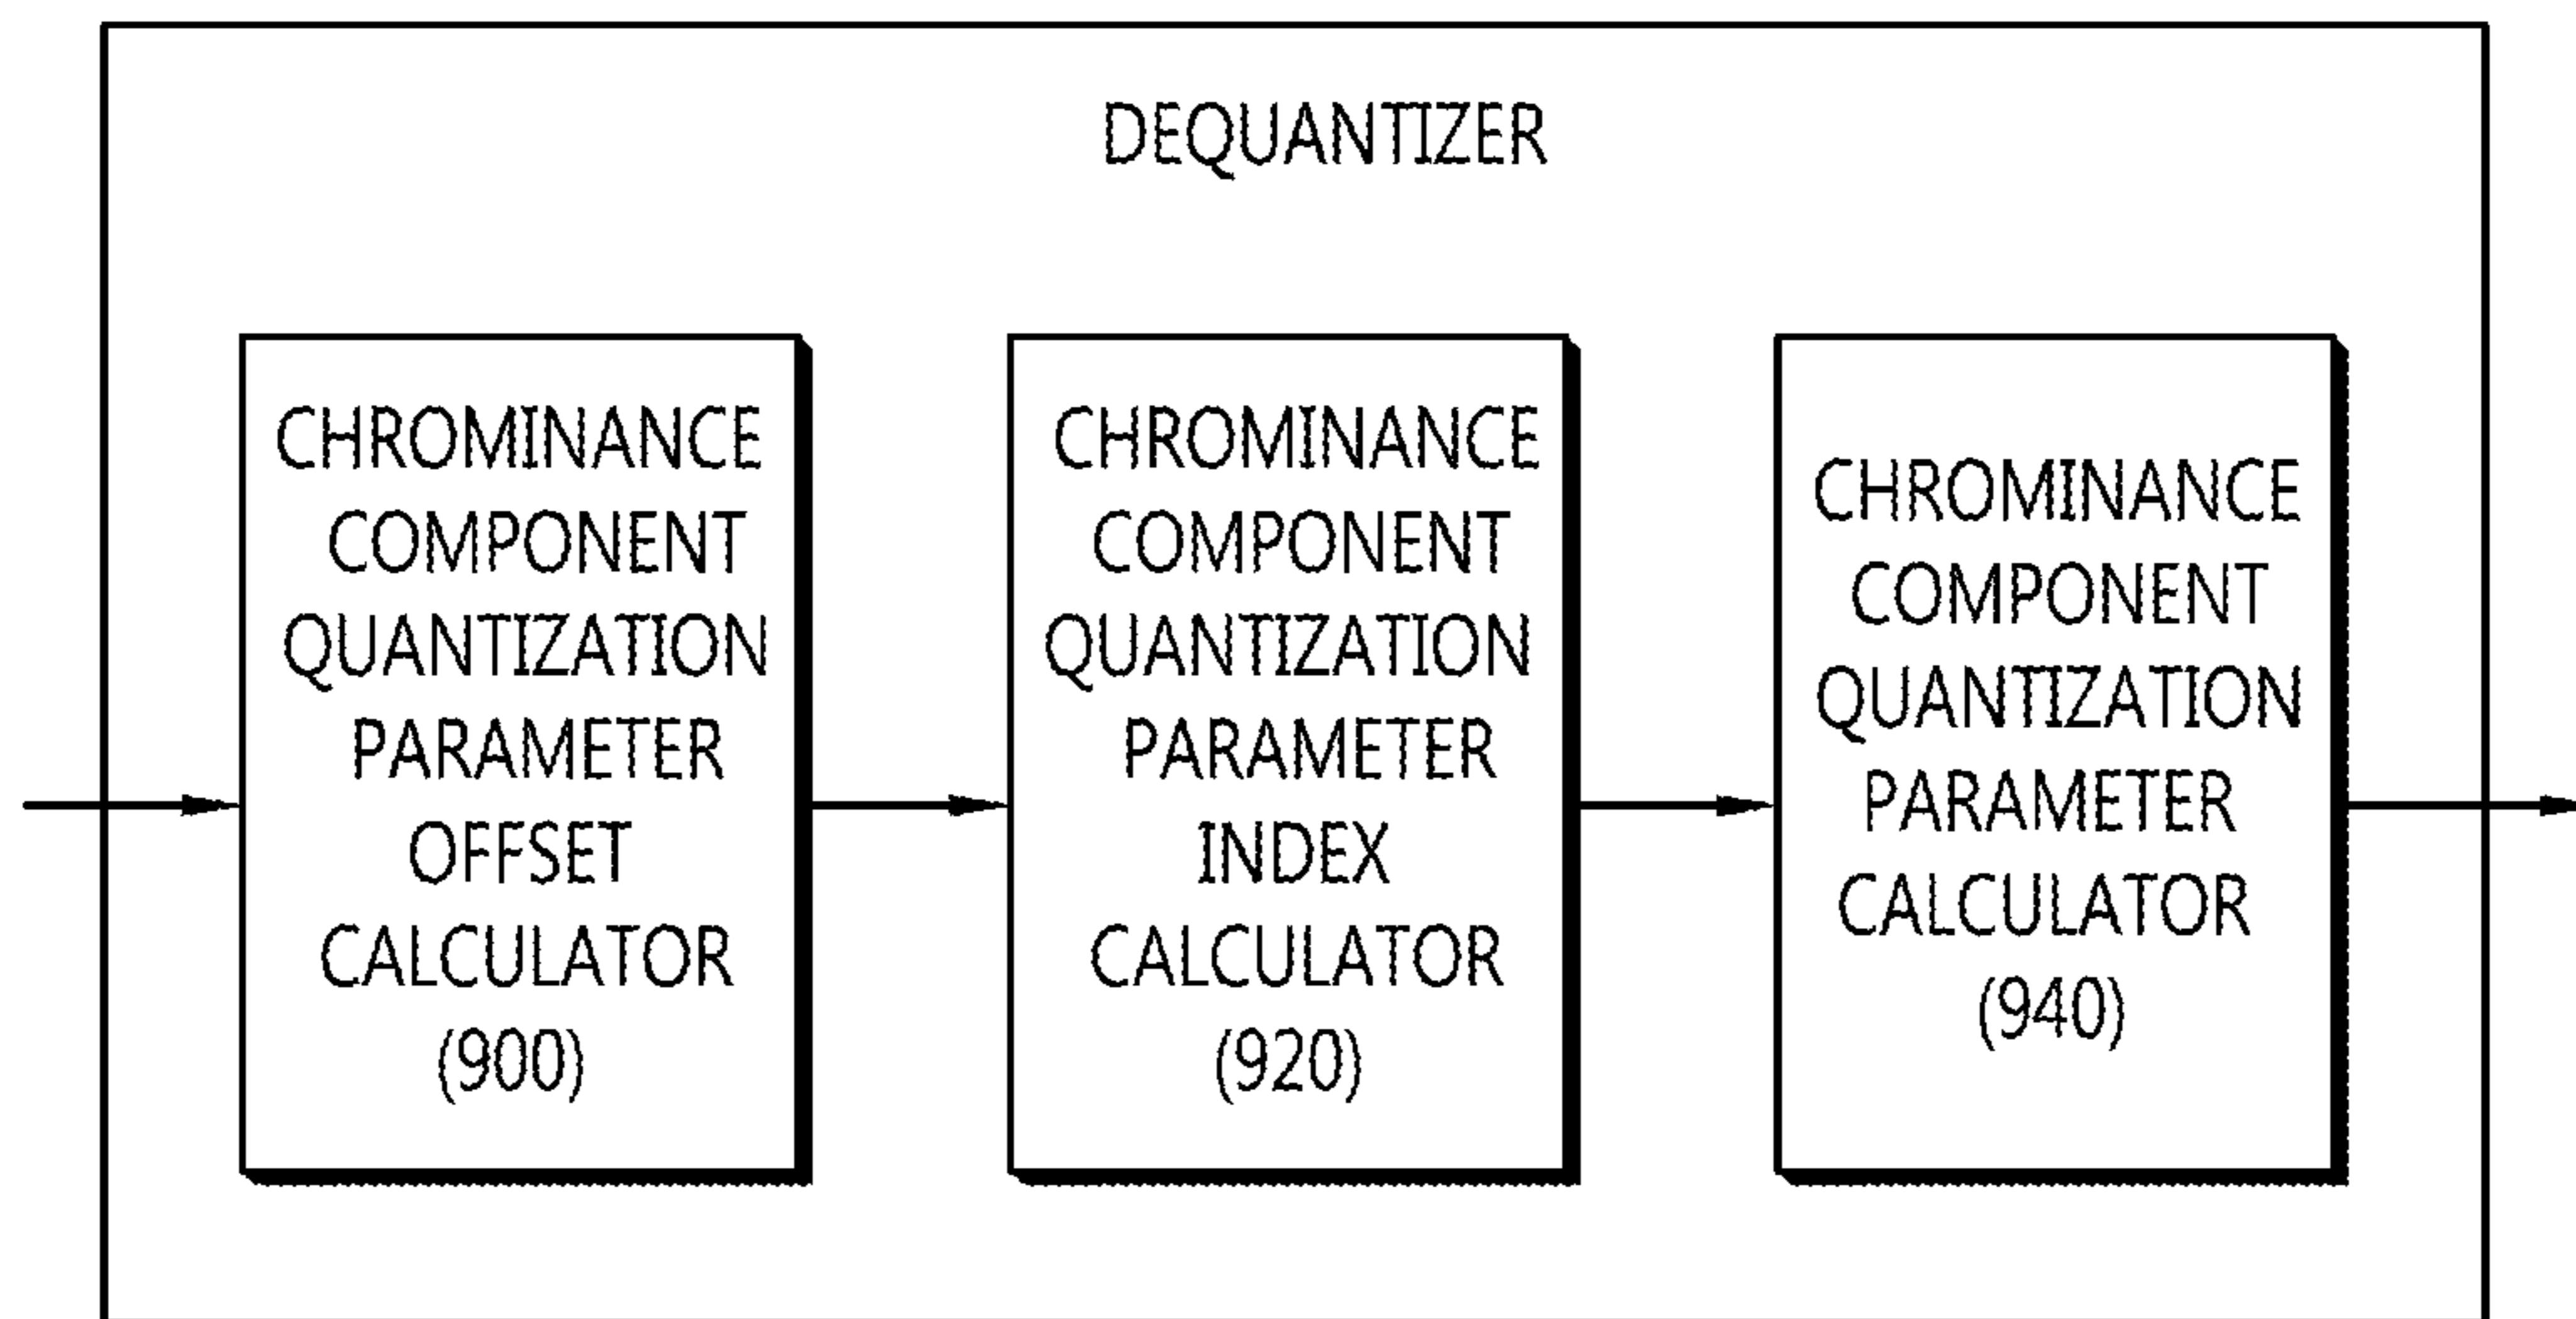 DEQUANTIZER
CHROMINANCE
COMPONENT
QUANTIZATION
PARAMETER
OFFSET
CALCULATOR
(900)
CHROMINANCE
COMPONENT
QUANTIZATION
PARAMETER
INDEX
CALCULATOR
(920)
CHROMINANCE
COMPONENT
QUANTIZATION
PARAMETER
CALCULATOR
(940)